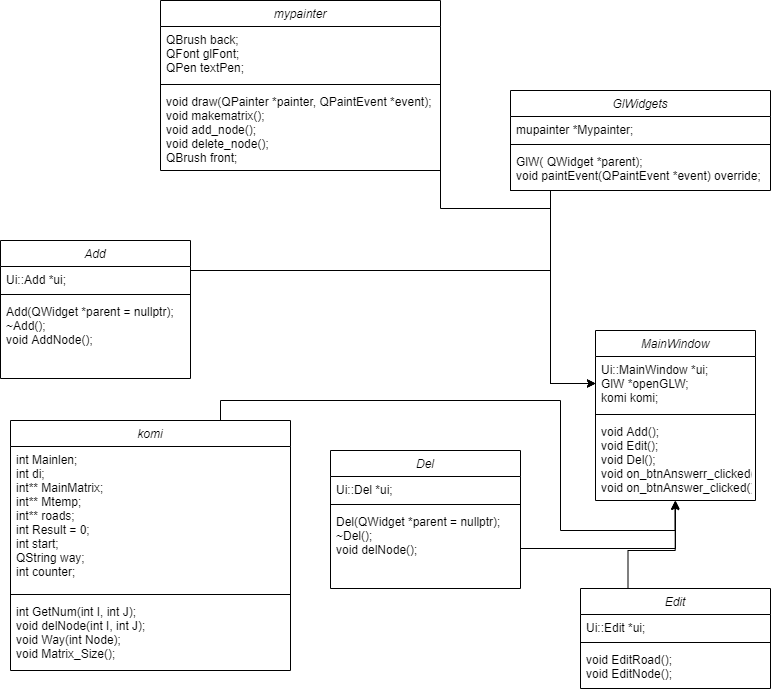 mypainter
QBrush back;
QFont glFont;
QPen textPen;
void draw(QPainter *painter, QPaintEvent *event);
void makematrix();
void add_node();
void delete_node();
QBrush front;
GlWidgets
mupainter *Mypainter;
GlW( QWidget *parent);
void paintEvent(QPaintEvent *event) override;
Add
Ui::Add *ui;
Add(QWidget *parent = nullptr);
~Add();
void AddNode();
MainWindow
Ui::MainWindow *ui;
GlW *openGLW;
komi komi;
void Add();
void Edit();
void Del();
void on_btnAnswerr_clicked(
void on_btnAnswer_clicked(
komi
int Mainlen;
int di;
int** MainMatrix;
int** Mtemp;
int** roads;
int Result = 0;
int start;
QString way;
int counter;
int GetNum(int I, int J);
void delNode(int I, int J);
void Way(int Node);
void Matrix_Size();
Del
Ui::Del *ui;
Del(QWidget *parent = nullptr);
~Del();
void delNode();
Edit
Ui::Edit *ui;
void EditRoad();
void EditNode();